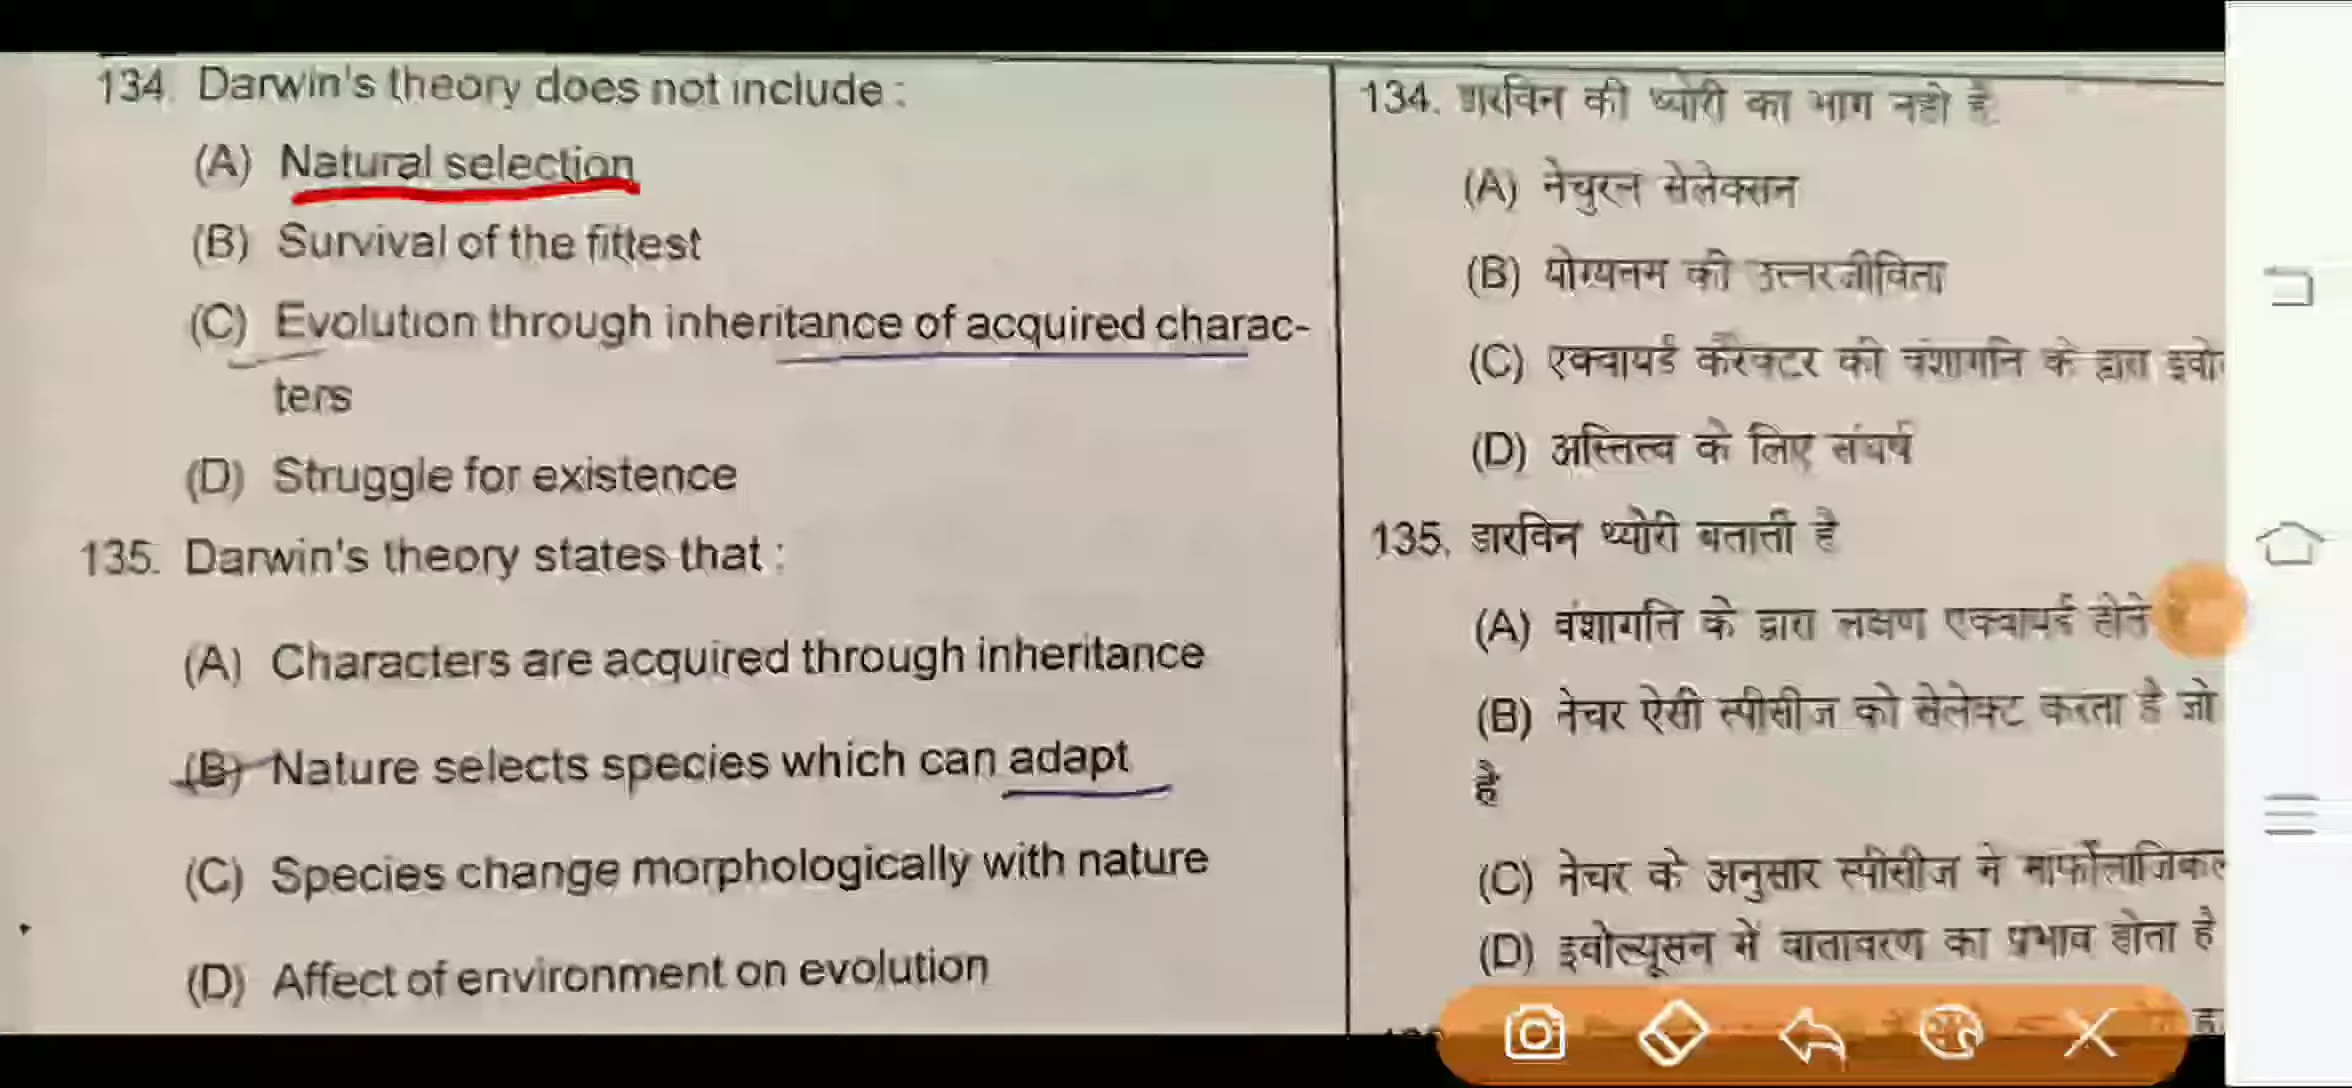 134. Darwin's theory does not include :
(A) Natural selection
(B) Survival of the fittest
(C) Evolution through inheritance of acquired charac-
ters
(D) Struggle for existence
135. Darwin's theory states that :
(A) Characters are acquired through inheritance
(B) Nature selects species which can adapt
(C) Species change morphologically with nature
(D) Affect of environment on evolution
134. डारविन की थ्योरी का भाग नही है
(A) नेचुरल सेलेक्सन
(B) योग्यतम की उत्तरजीविता
(C) एक्वायर्ड कैरेक्टर की वंशागति के द्वारा इवो
(D) अस्तित्व के लिए संघर्ष
135. डारविन थ्योरी बताती है
(A) वंशागति के द्वारा लक्षण एक्वायर्ड होते
(B) नेचर ऐसी स्पीसीज को सेलेक्ट करता है जो
है
(C) नेचर के अनुसार स्पीसीज मे मार्फोलाजिकल
(D) इवोल्यूसन में वातावरण का प्रभाव होता है